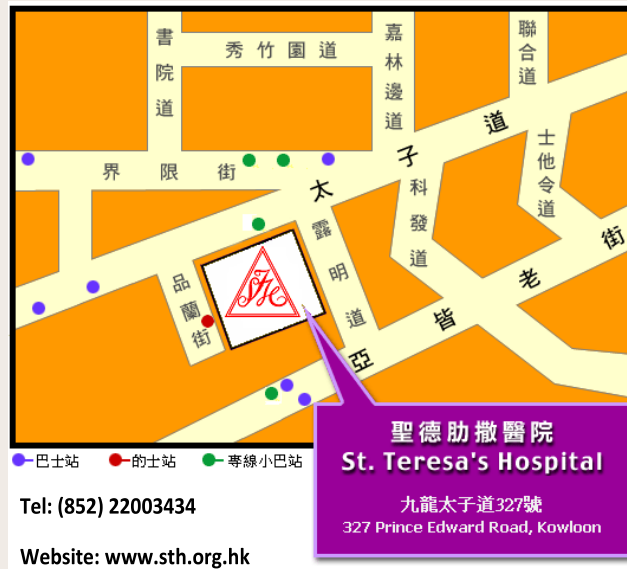 書院道
秀竹園道
嘉林邊道
聯合道
界限街
太子道
士他令道
科發道
露明道
品蘭街
STH
亞皆老街
巴士站
的士站
專線小巴站
聖德肋撒醫院
St. Teresa's Hospital
九龍太子道327號
327 Prince Edward Road, Kowloon
Tel: (852) 22003434
Website: www.sth.org.hk